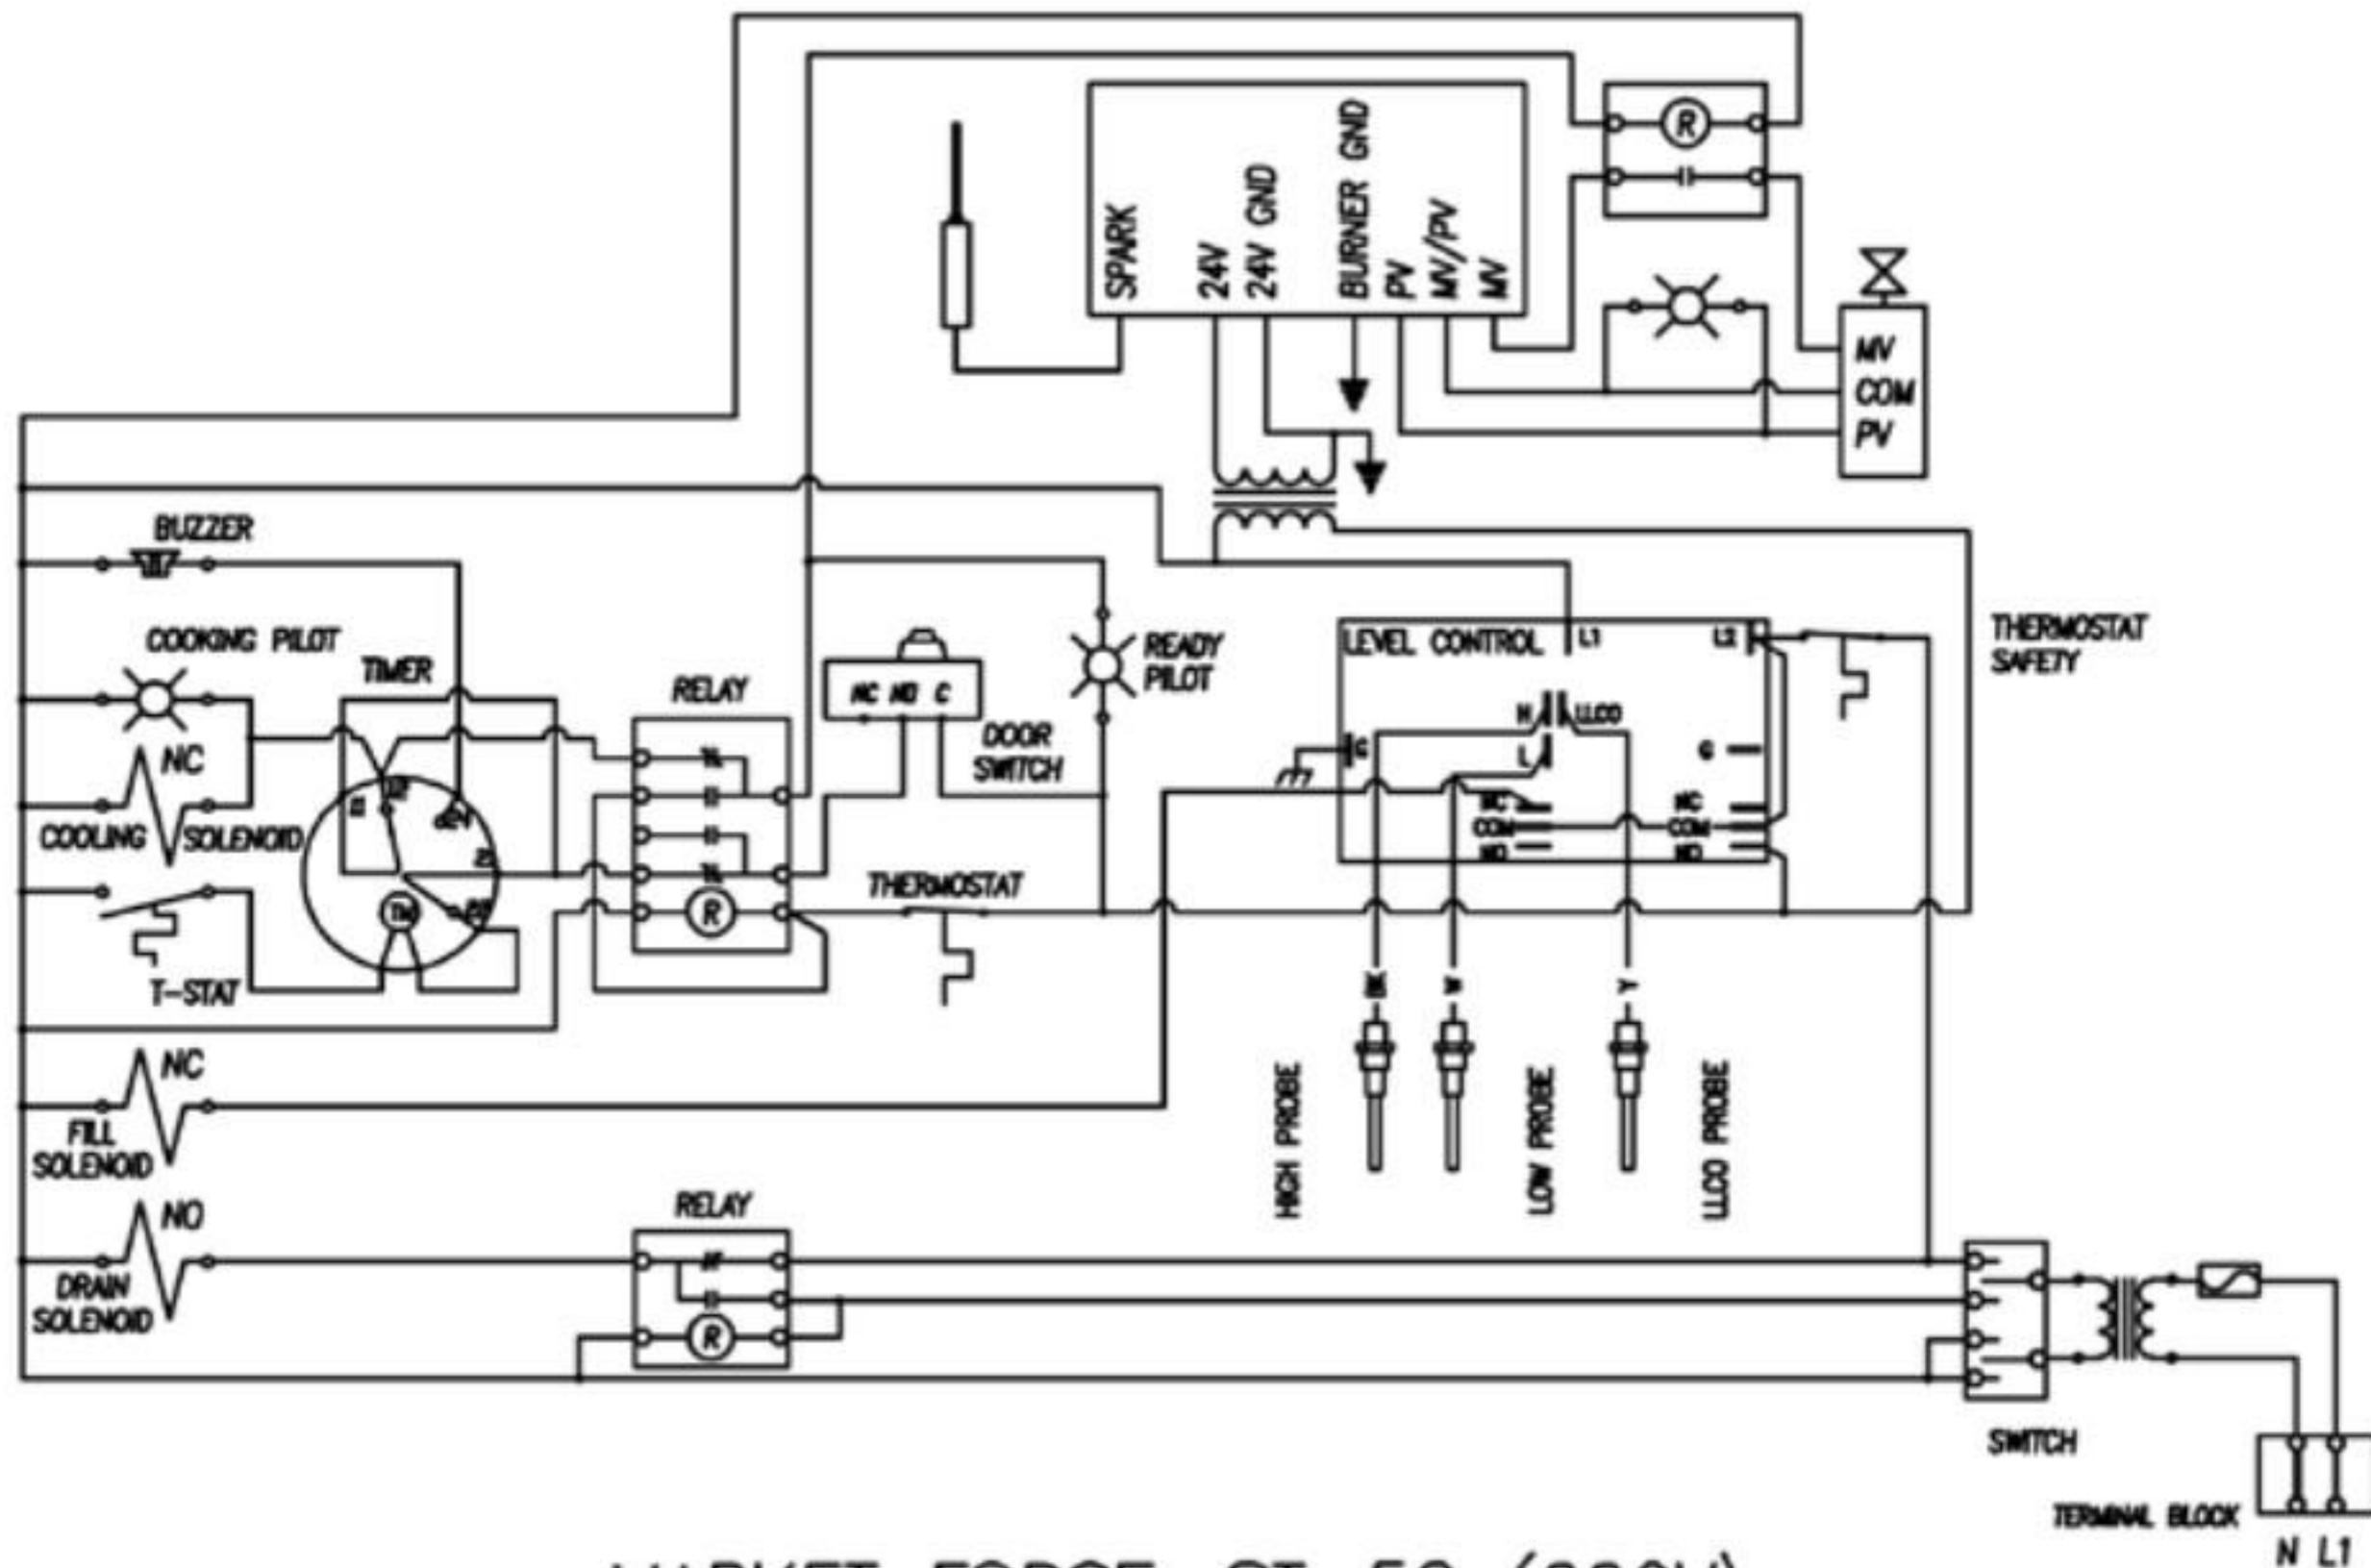 SPARK
24V
24V GND
BURNER GND
PV
MV/PV
MV
R
MV
COM
PV
BUZZER
COOKING PILOT
TIMER
RELAY
NC NO C
DOOR
SWITCH
READY
PILOT
LEVEL CONTROL
L1
L2
THERMOSTAT
SAFETY
H
LLCO
L
G
G
NC
COM
NO
NC
COM
NO
NC
COOLING SOLENOID
TM
R
THERMOSTAT
T-STAT
BK
W
Y
HIGH PROBE
LOW PROBE
LLCO PROBE
NC
FILL
SOLENOID
NO
DRAIN
SOLENOID
RELAY
R
SWITCH
TERMINAL BLOCK
N L1